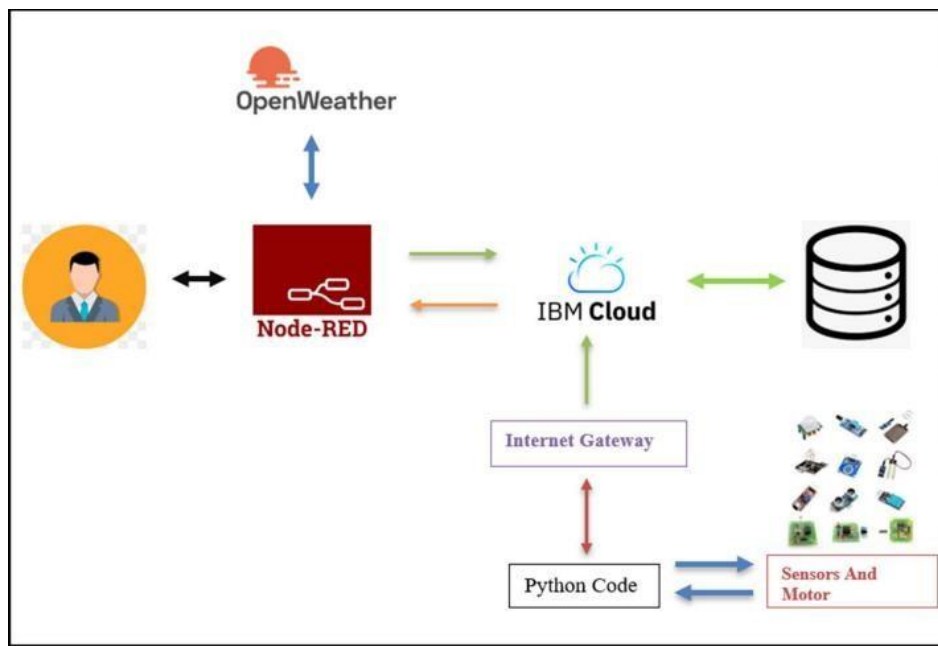 OpenWeather
Node-RED
IBM Cloud
Internet Gateway
Python Code
Sensors And
Motor